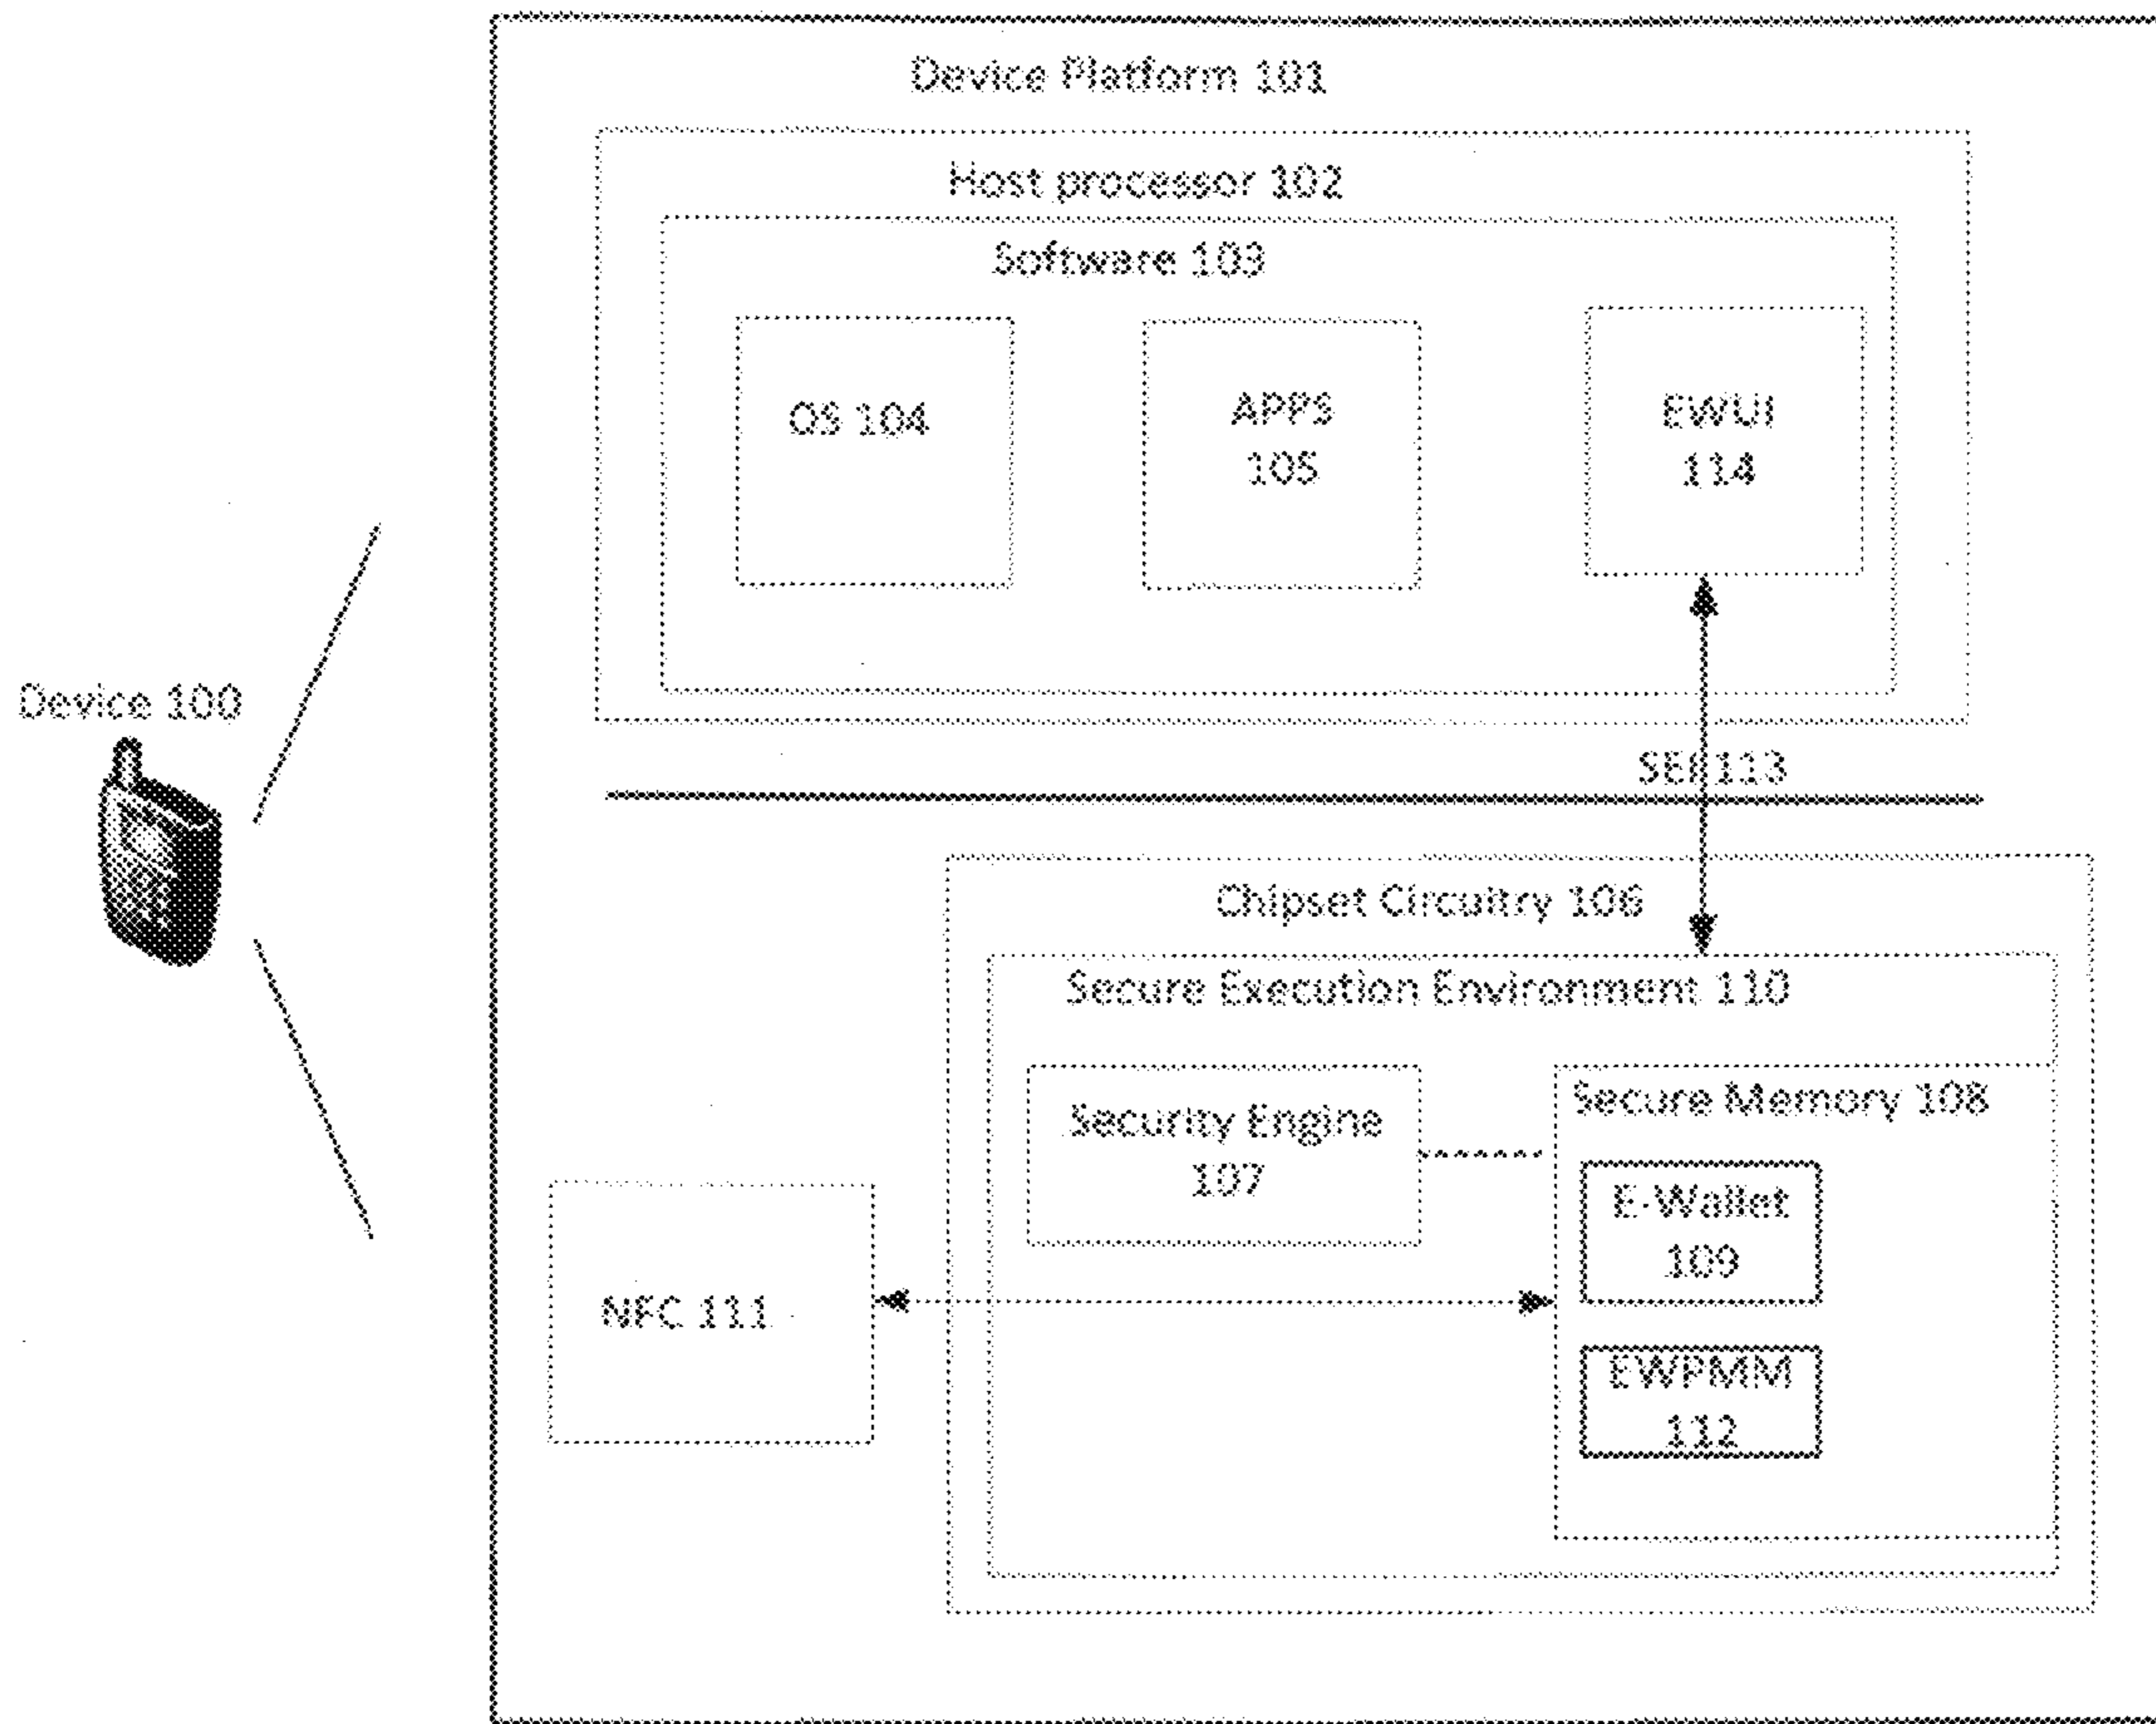 Device Platform 101
Host processor 102
Software 103
OS 104
APPS
105
EWUI
114
Device 100
SEI 113
Chipset Circuitry 106
Secure Execution Environment 110
Security Engine
107
Secure Memory 108
E-Wallet
109
NFC 111
EWPMM
112